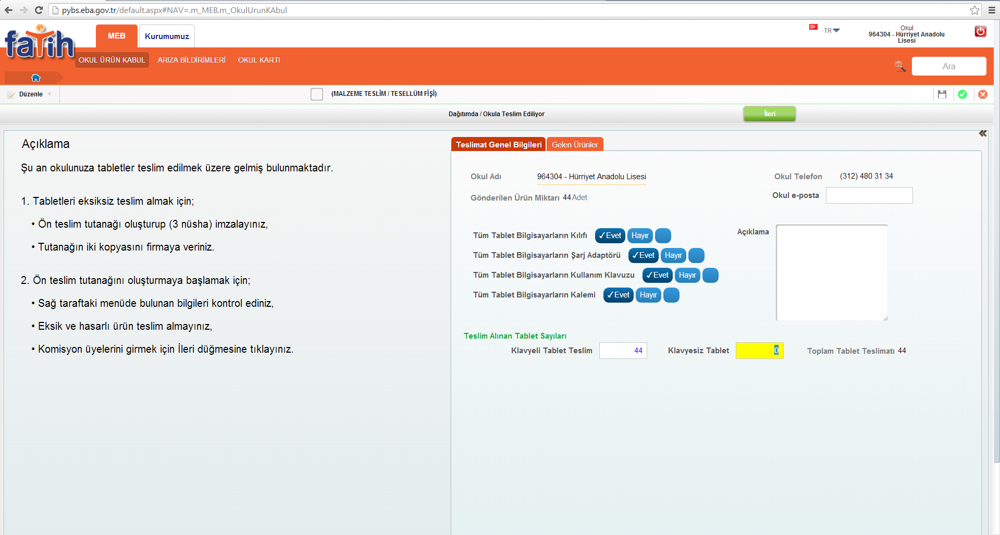 pybs.eba.gov.tr/default.aspx#NAV=.m_MEB.m_OkulUrunKAbul
fatih
MEB
Kurumumuz
TR
Okul
964304 - Hürriyet Anadolu
Lisesi
OKUL ÜRÜN KABUL
ARIZA BİLDİRİMLERİ
OKUL KARTI
Ara
Düzenle
(MALZEME TESLİM / TESELLÜM FİŞİ)
Dağıtımda / Okula Teslim Ediliyor
İleri
Açıklama
Şu an okulunuza tabletler teslim edilmek üzere gelmiş bulunmaktadır.
1. Tabletleri eksiksiz teslim almak için;
• Ön teslim tutanağı oluşturup (3 nüsha) imzalayınız,
• Tutanağın iki kopyasını firmaya veriniz.
2. Ön teslim tutanağını oluşturmaya başlamak için;
• Sağ taraftaki menüde bulunan bilgileri kontrol ediniz,
• Eksik ve hasarlı ürün teslim almayınız,
• Komisyon üyelerini girmek için İleri düğmesine tıklayınız.
Teslimat Genel Bilgileri
Gelen Ürünler
Okul Adı 964304 - Hürriyet Anadolu Lisesi
Okul Telefon (312) 480 31 34
Gönderilen Ürün Miktarı 44 Adet
Okul e-posta
Tüm Tablet Bilgisayarların Kılıfı ✓Evet Hayır
Açıklama
Tüm Tablet Bilgisayarların Şarj Adaptörü ✓Evet Hayır
Tüm Tablet Bilgisayarların Kullanım Klavuzu ✓Evet Hayır
Tüm Tablet Bilgisayarların Kalemi ✓Evet Hayır
Teslim Alınan Tablet Sayıları
Klavyeli Tablet Teslim 44 Klavyesiz Tablet 0 Toplam Tablet Teslimatı 44